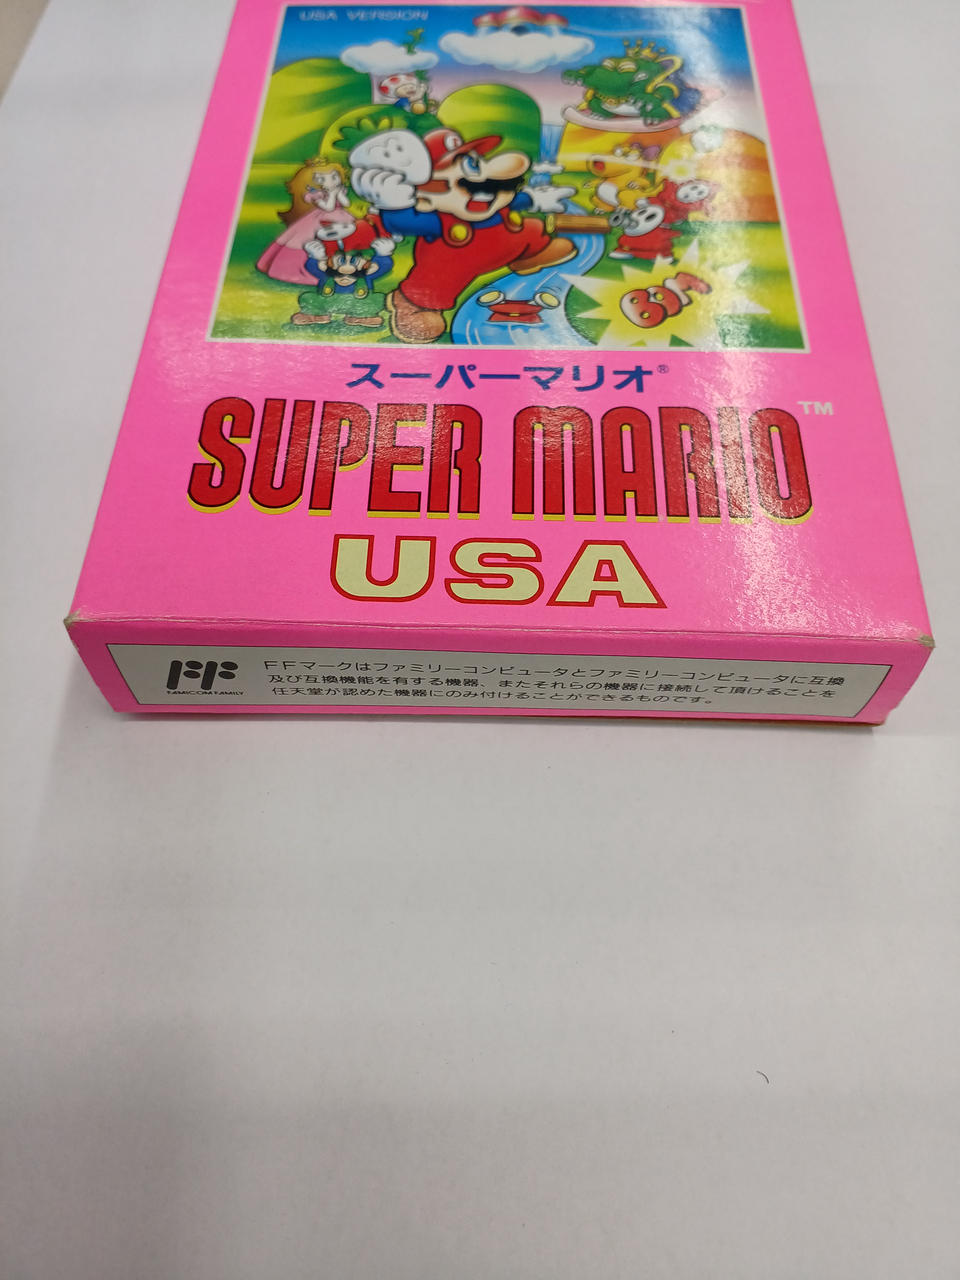 USA VERSION
BOM
スーパーマリオ®
SUPER MARIO™
USA
FF
FAMICOM FAMILY
FFマークはファミリーコンピュータとファミリーコンピュータに互換
及び互換機能を有する機器、またそれらの機器に接続して頂けることを
任天堂が認めた機器にのみ付けることができるものです。